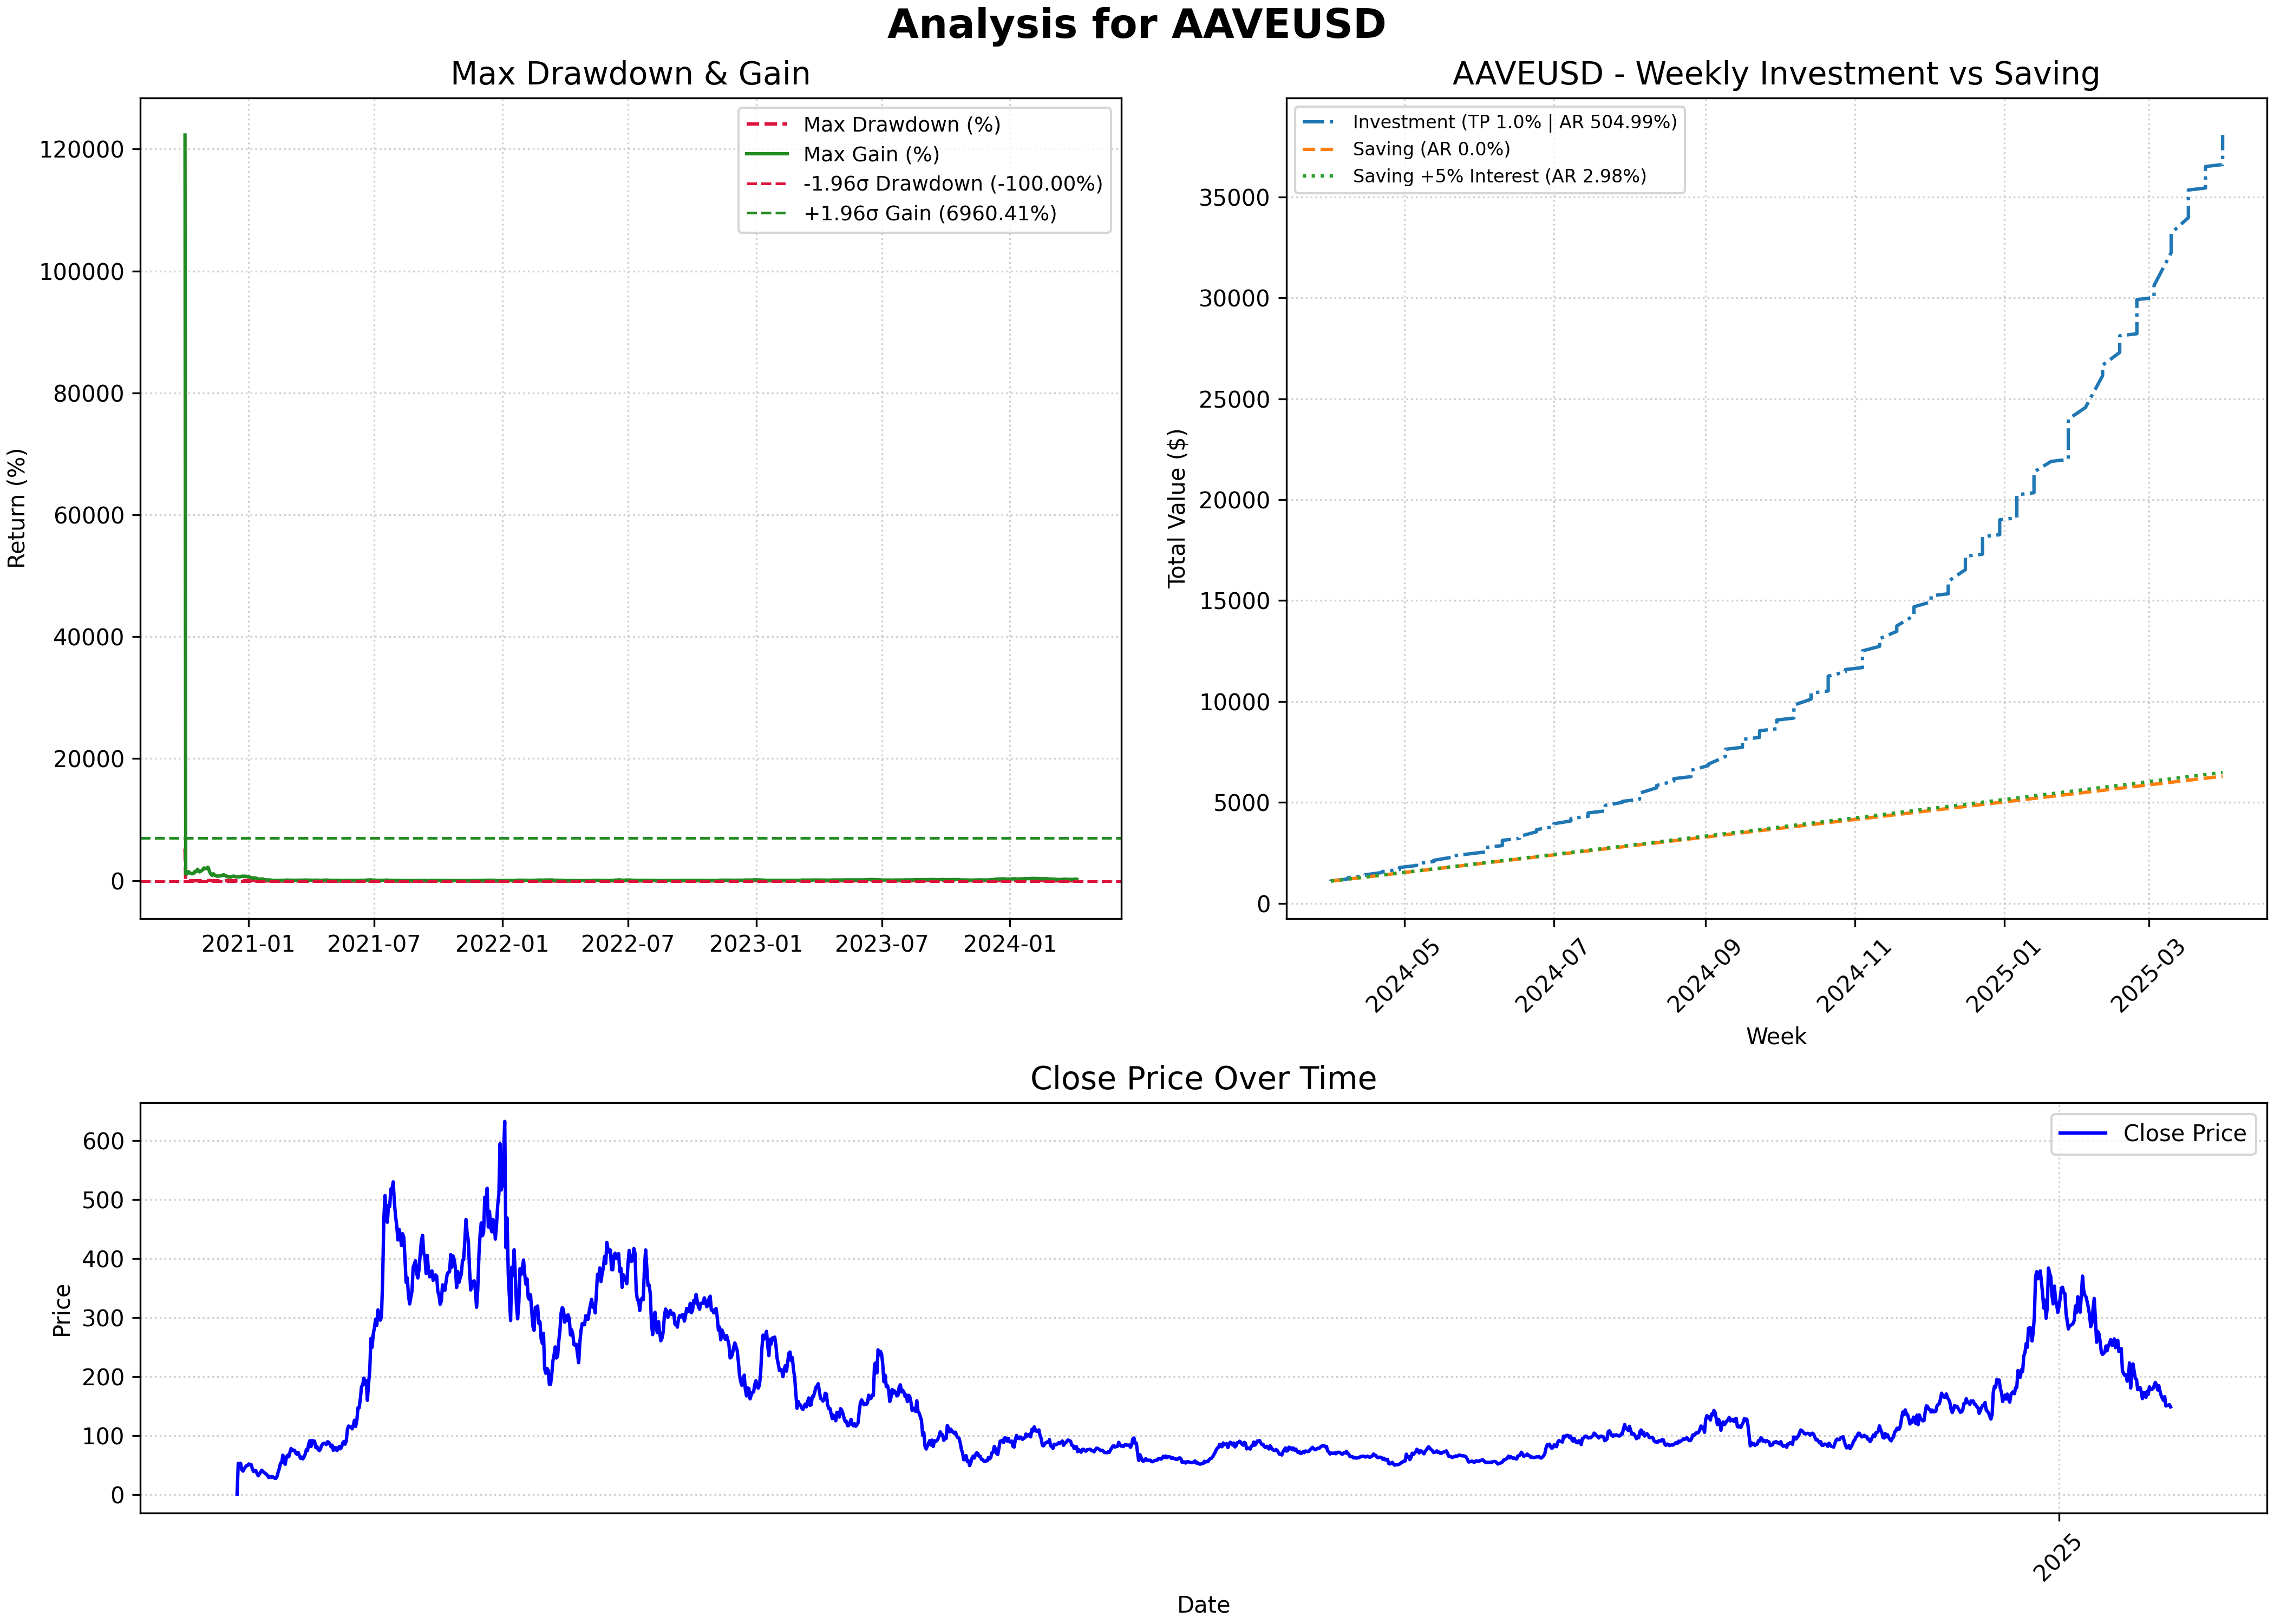 Analysis for AAVEUSD
Max Drawdown & Gain
Return (%)
120000
100000
80000
60000
40000
20000
0
Max Drawdown (%)
Max Gain (%)
-1.96σ Drawdown (-100.00%)
+1.96σ Gain (6960.41%)
2021-01
2021-07
2022-01
2022-07
2023-01
2023-07
2024-01
AAVEUSD - Weekly Investment vs Saving
Total Value ($)
35000
30000
25000
20000
15000
10000
5000
0
Investment (TP 1.0% | AR 504.99%)
Saving (AR 0.0%)
Saving +5% Interest (AR 2.98%)
2024-05
2024-07
2024-09
2024-11
2025-01
2025-03
Week
Close Price Over Time
Price
600
500
400
300
200
100
0
Close Price
2025
Date